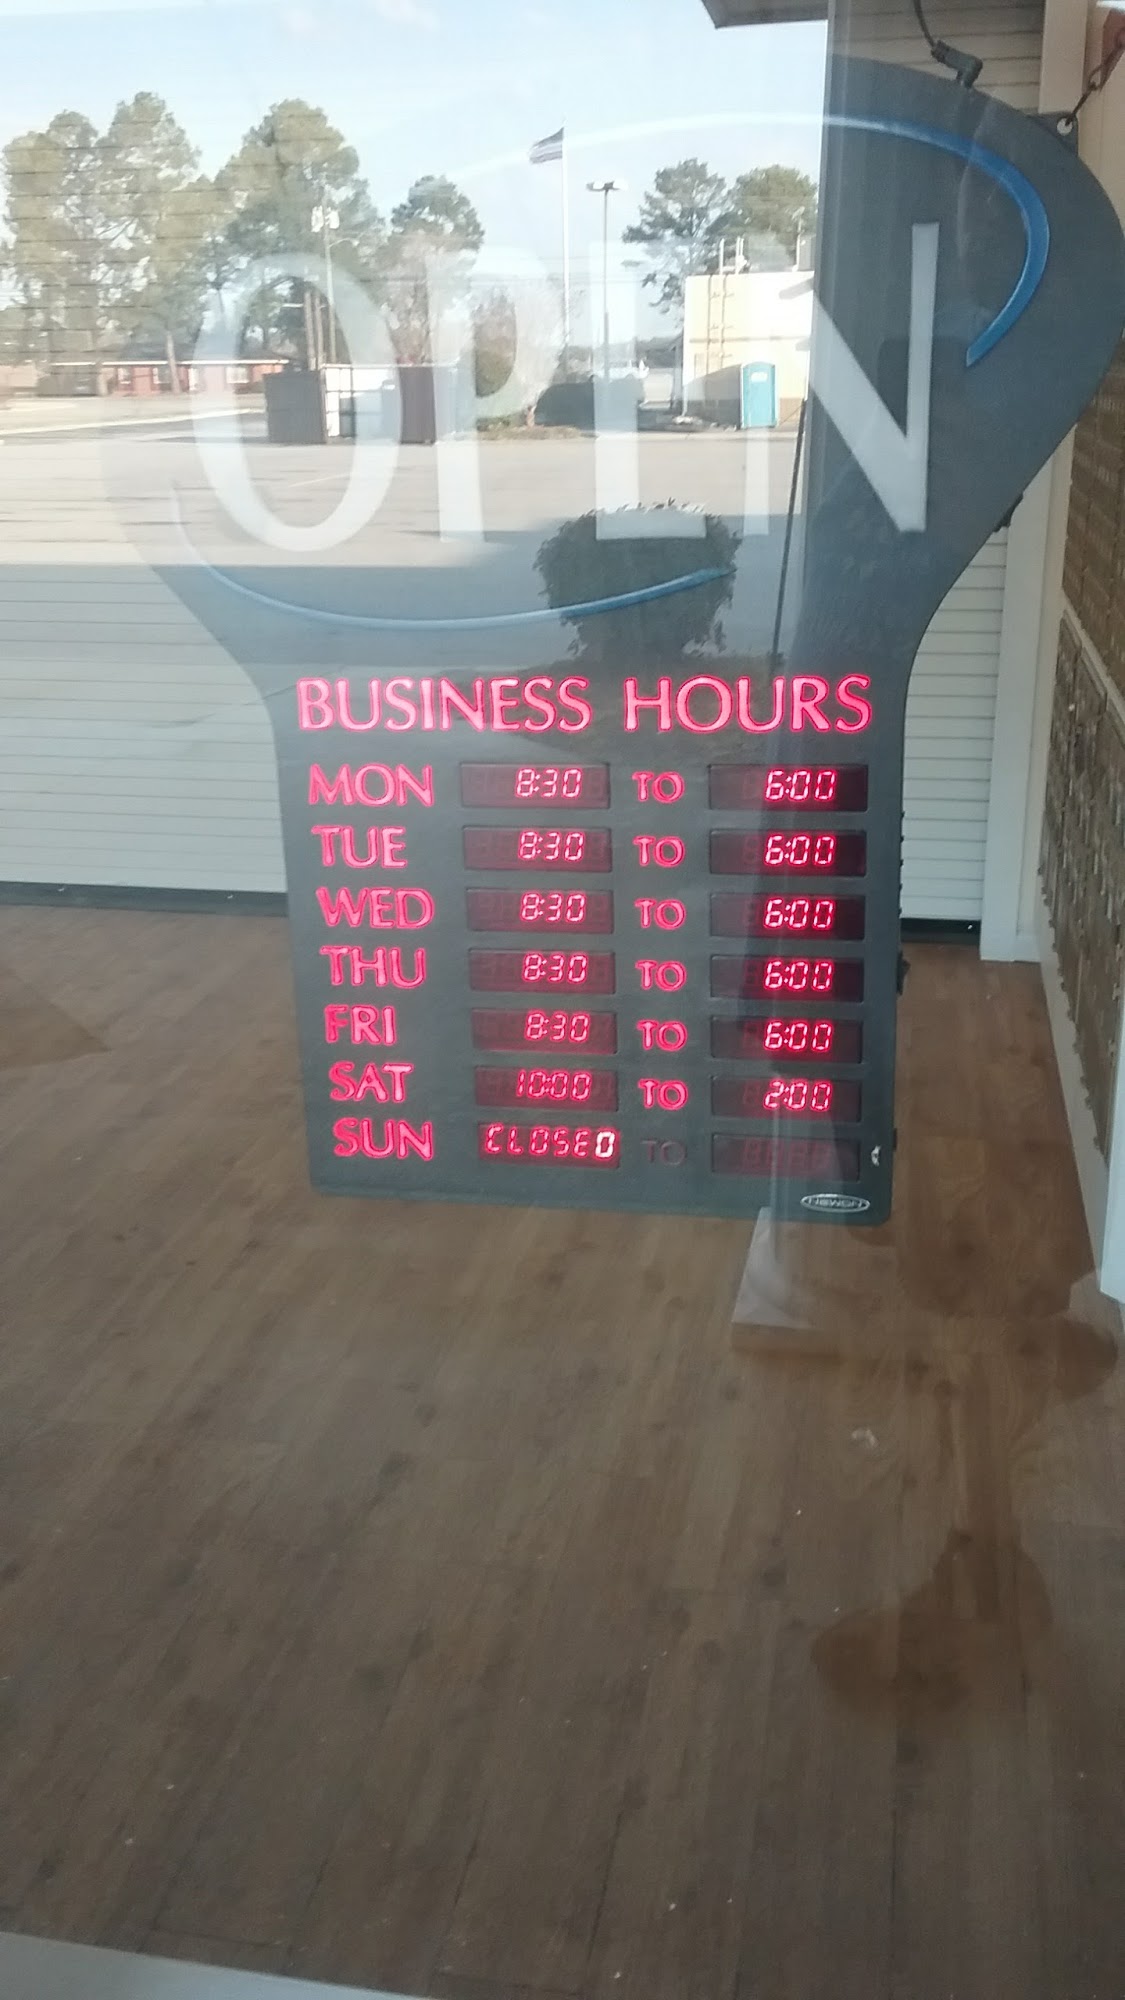 OPEN
BUSINESS HOURS
MON 8:30 TO 6:00
TUE 8:30 TO 6:00
WED 8:30 TO 6:00
THU 8:30 TO 6:00
FRI 8:30 TO 6:00
SAT 10:00 TO 2:00
SUN CLOSED TO
NEWON